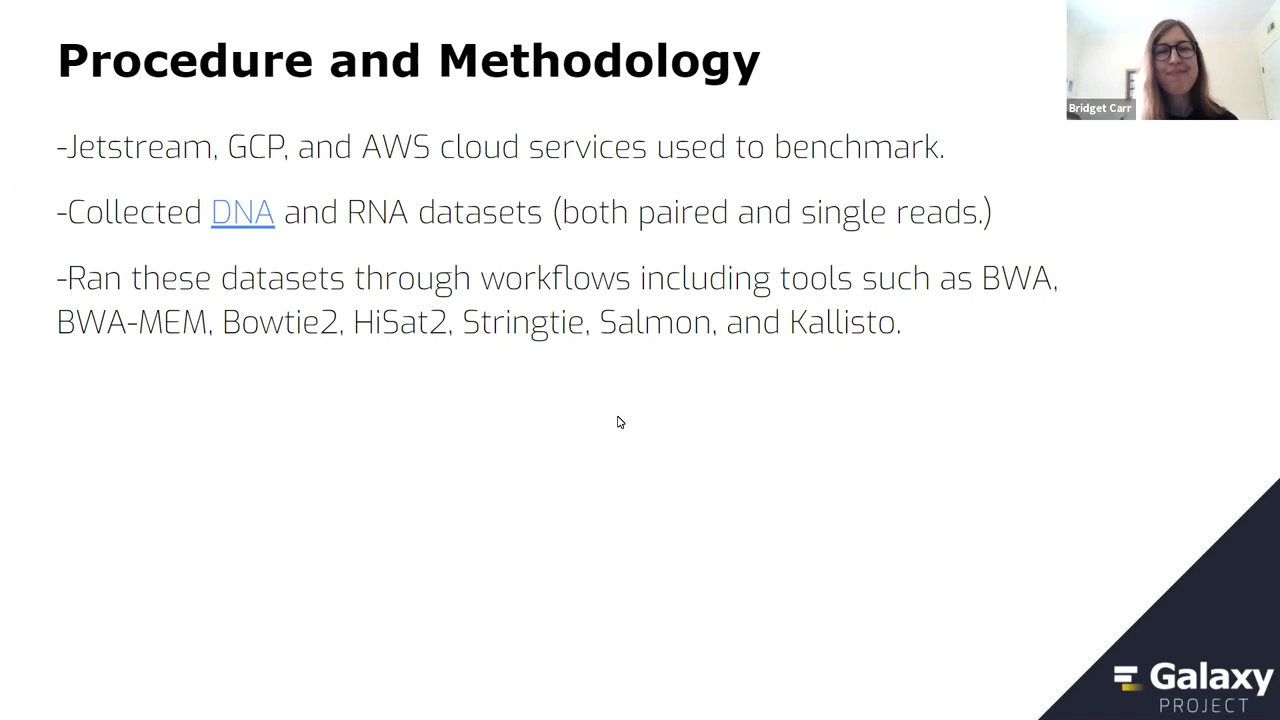 Procedure and Methodology
Bridget Carr
-Jetstream, GCP, and AWS cloud services used to benchmark.
-Collected DNA and RNA datasets (both paired and single reads.)
-Ran these datasets through workflows including tools such as BWA,
BWA-MEM, Bowtie2, HiSat2, Stringtie, Salmon, and Kallisto.
Galaxy
PROJECT